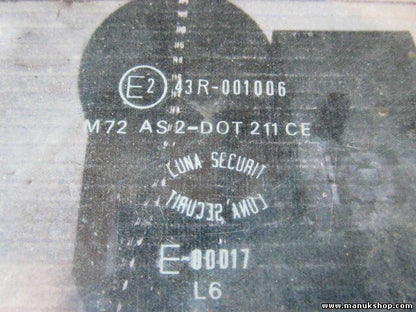 E2 43R-001006
M72 AS2-DOT 211 CE
LUNA SECURIT
LUNA SECURIT
E-00017
L6
www.manukshop.com